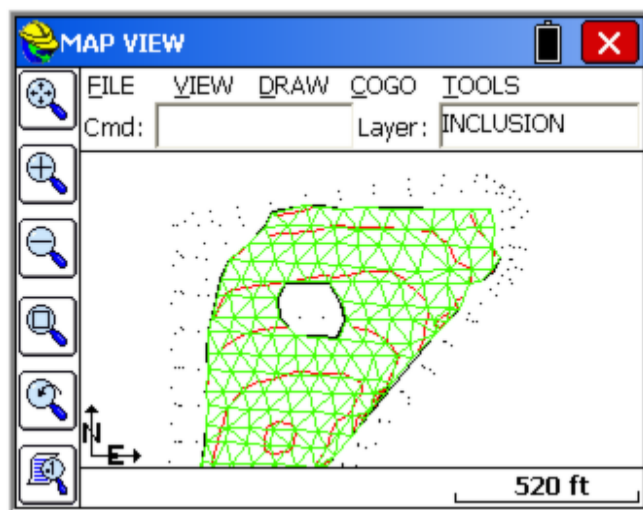 MAP VIEW
FILE VIEW DRAW COGO TOOLS
Cmd: Layer: INCLUSION
N
E
520 ft